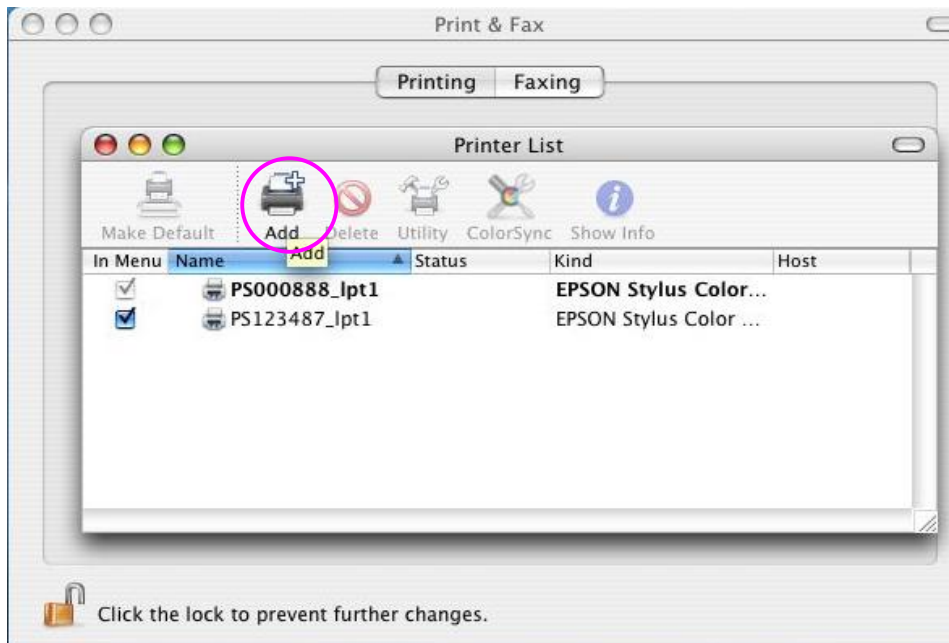 Print & Fax
Printing Faxing
Printer List
Make Default Add Delete Utility ColorSync Show Info
Add
In Menu Name Status Kind Host
PS000888_lpt1 EPSON Stylus Color...
PS123487_lpt1 EPSON Stylus Color ...
Click the lock to prevent further changes.